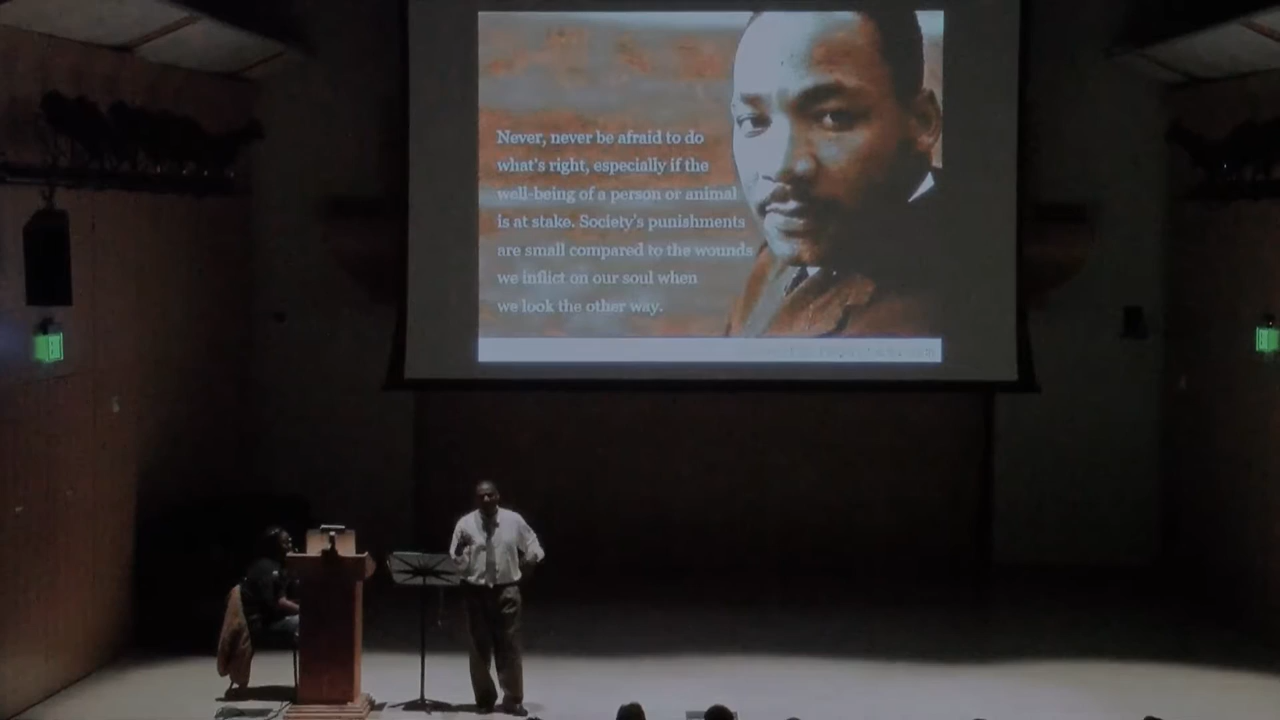 Never, never be afraid to do
what's right, especially if the
well-being of a person or animal
is at stake. Society's punishments
are small compared to the wounds
we inflict on our soul when
we look the other way.